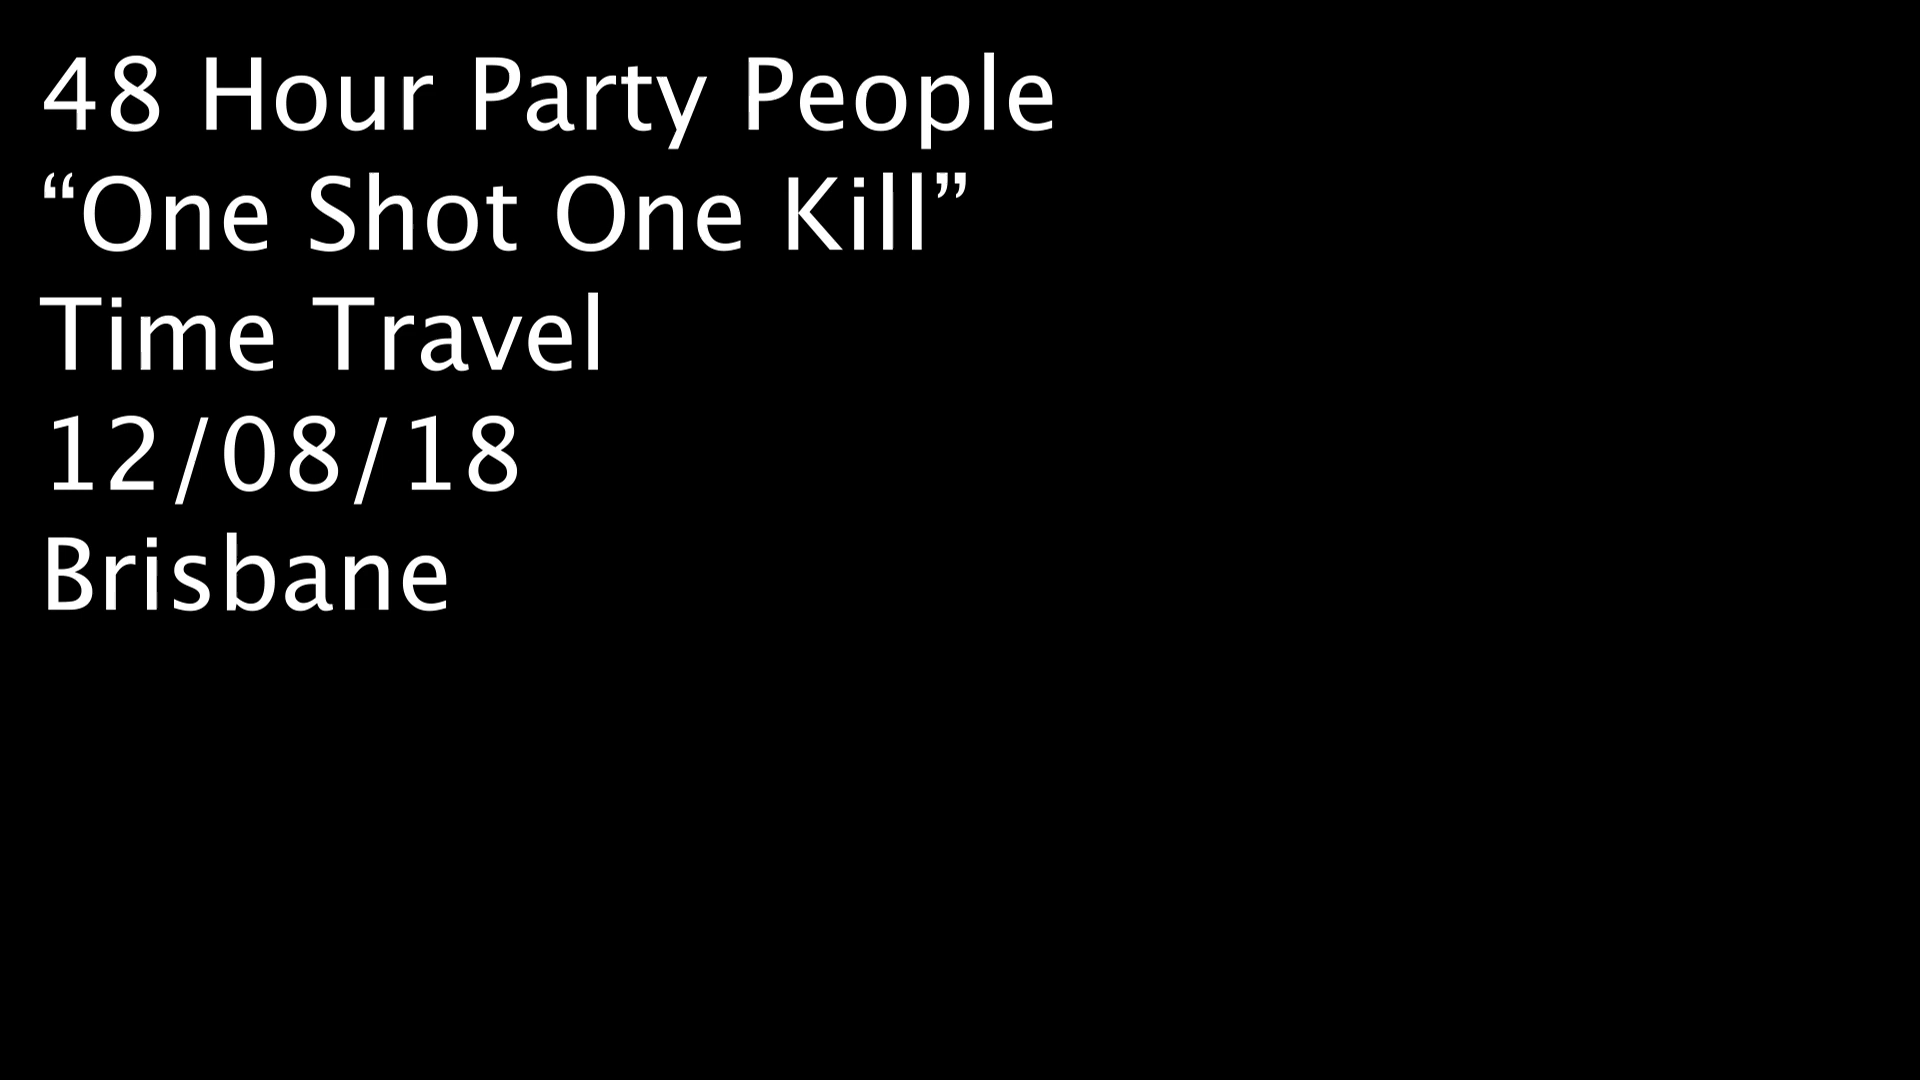 48 Hour Party People
“One Shot One Kill”
Time Travel
12/08/18
Brisbane